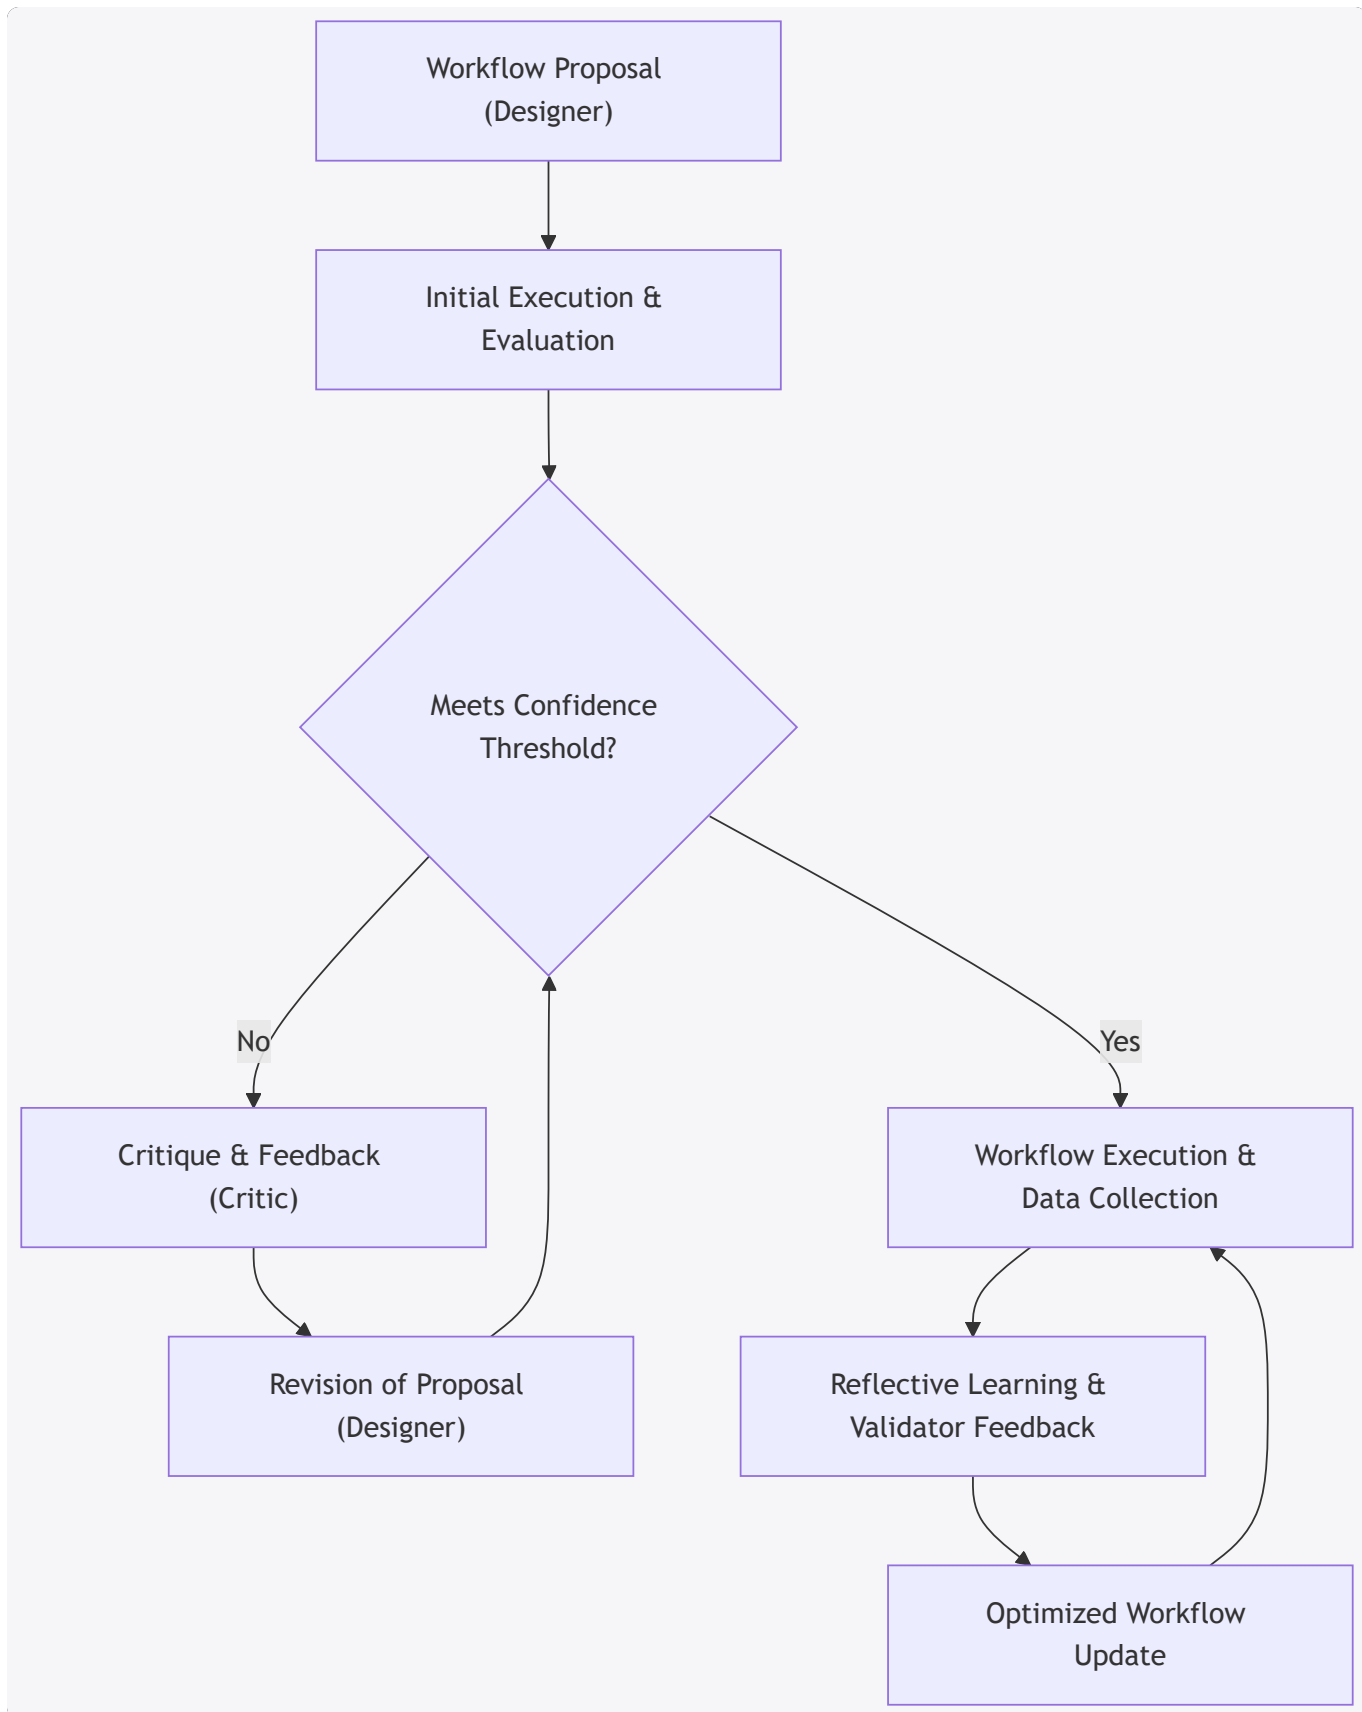 Workflow Proposal
(Designer)
Initial Execution &
Evaluation
Meets Confidence
Threshold?
No
Yes
Critique & Feedback
(Critic)
Workflow Execution &
Data Collection
Revision of Proposal
(Designer)
Reflective Learning &
Validator Feedback
Optimized Workflow
Update